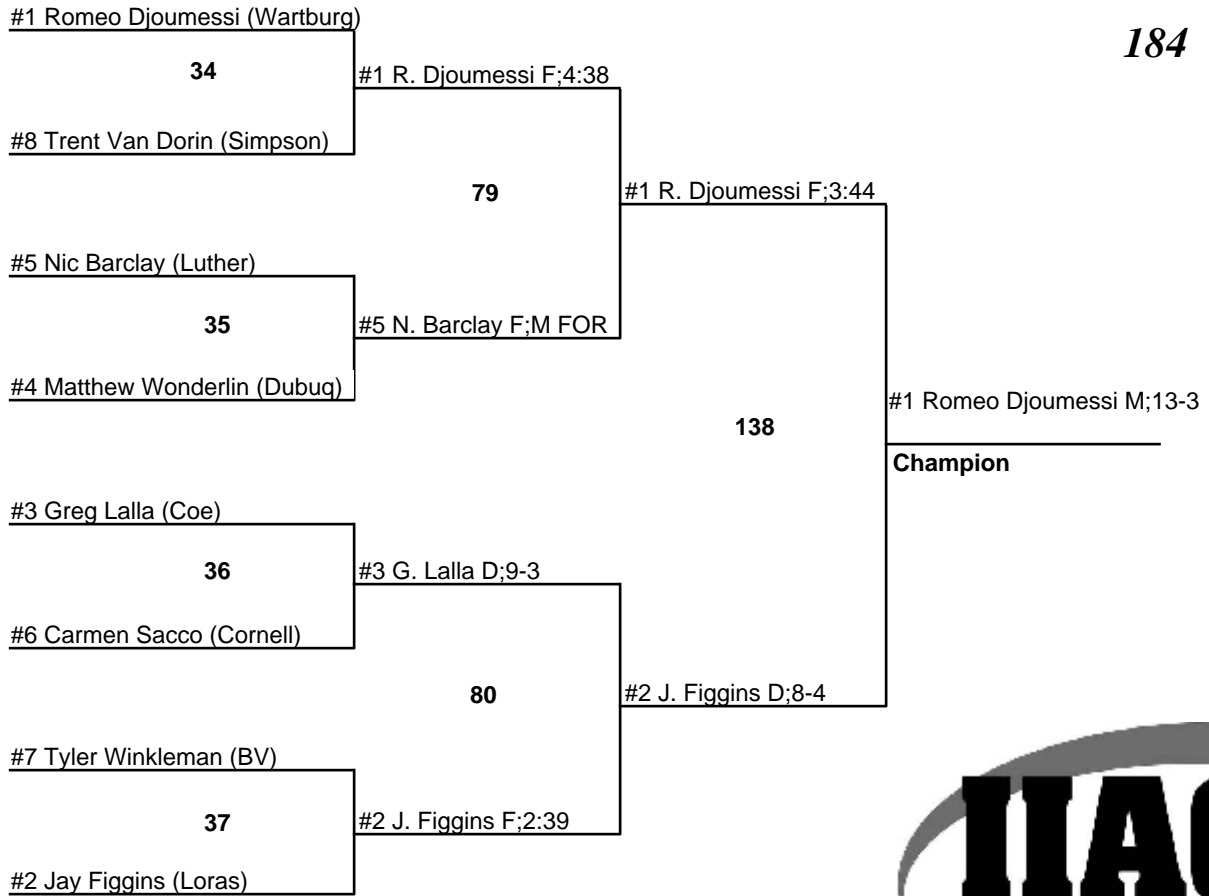 #1 Romeo Djoumessi (Wartburg)
184
34
#1 R. Djoumessi F;4:38
#8 Trent Van Dorin (Simpson)
79
#1 R. Djoumessi F;3:44
#5 Nic Barclay (Luther)
35
#5 N. Barclay F;M FOR
#4 Matthew Wonderlin (Dubuq)
#1 Romeo Djoumessi M;13-3
138
Champion
#3 Greg Lalla (Coe)
36
#3 G. Lalla D;9-3
#6 Carmen Sacco (Cornell)
80
#2 J. Figgins D;8-4
#7 Tyler Winkleman (BV)
37
#2 J. Figgins F;2:39
#2 Jay Figgins (Loras)